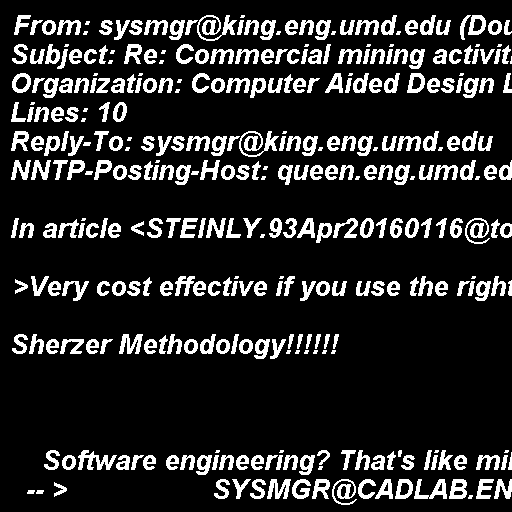 From: sysmgr@king.eng.umd.edu (Dou
Subject: Re: Commercial mining activit
Organization: Computer Aided Design L
Lines: 10
Reply-To: sysmgr@king.eng.umd.edu
NNTP-Posting-Host: queen.eng.umd.ed
In article <STEINLY.93Apr20160116@to
>Very cost effective if you use the right
Sherzer Methodology!!!!!!
Software engineering? That's like mil
-- > SYSMGR@CADLAB.EN